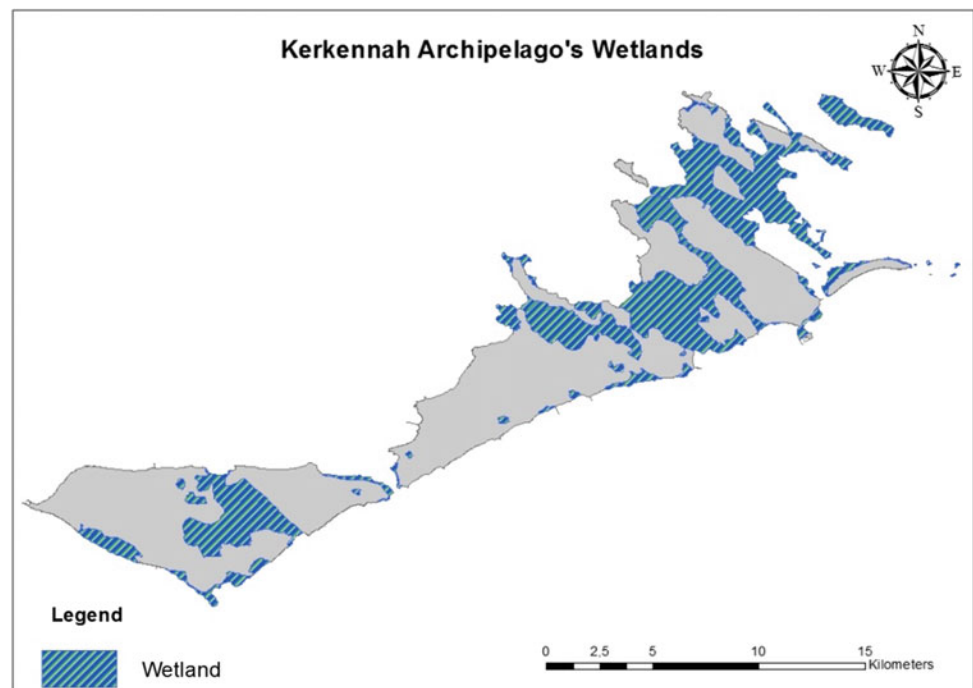 Kerkennah Archipelago's Wetlands
N
W E
S
Legend
Wetland
0 2,5 5 10 15
Kilometers